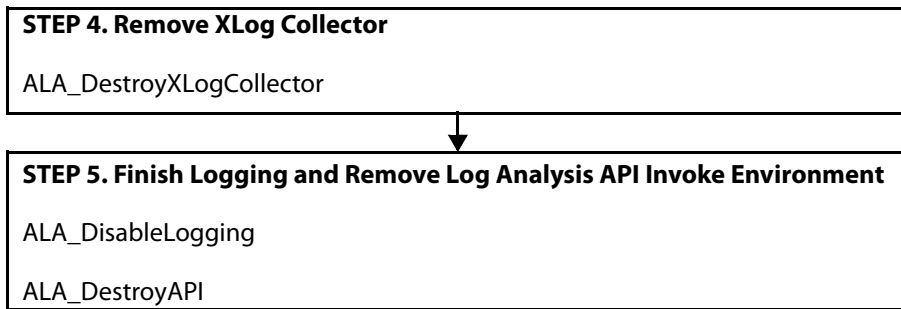 STEP 4. Remove XLog Collector
ALA_DestroyXLogCollector
STEP 5. Finish Logging and Remove Log Analysis API Invoke Environment
ALA_DisableLogging
ALA_DestroyAPI